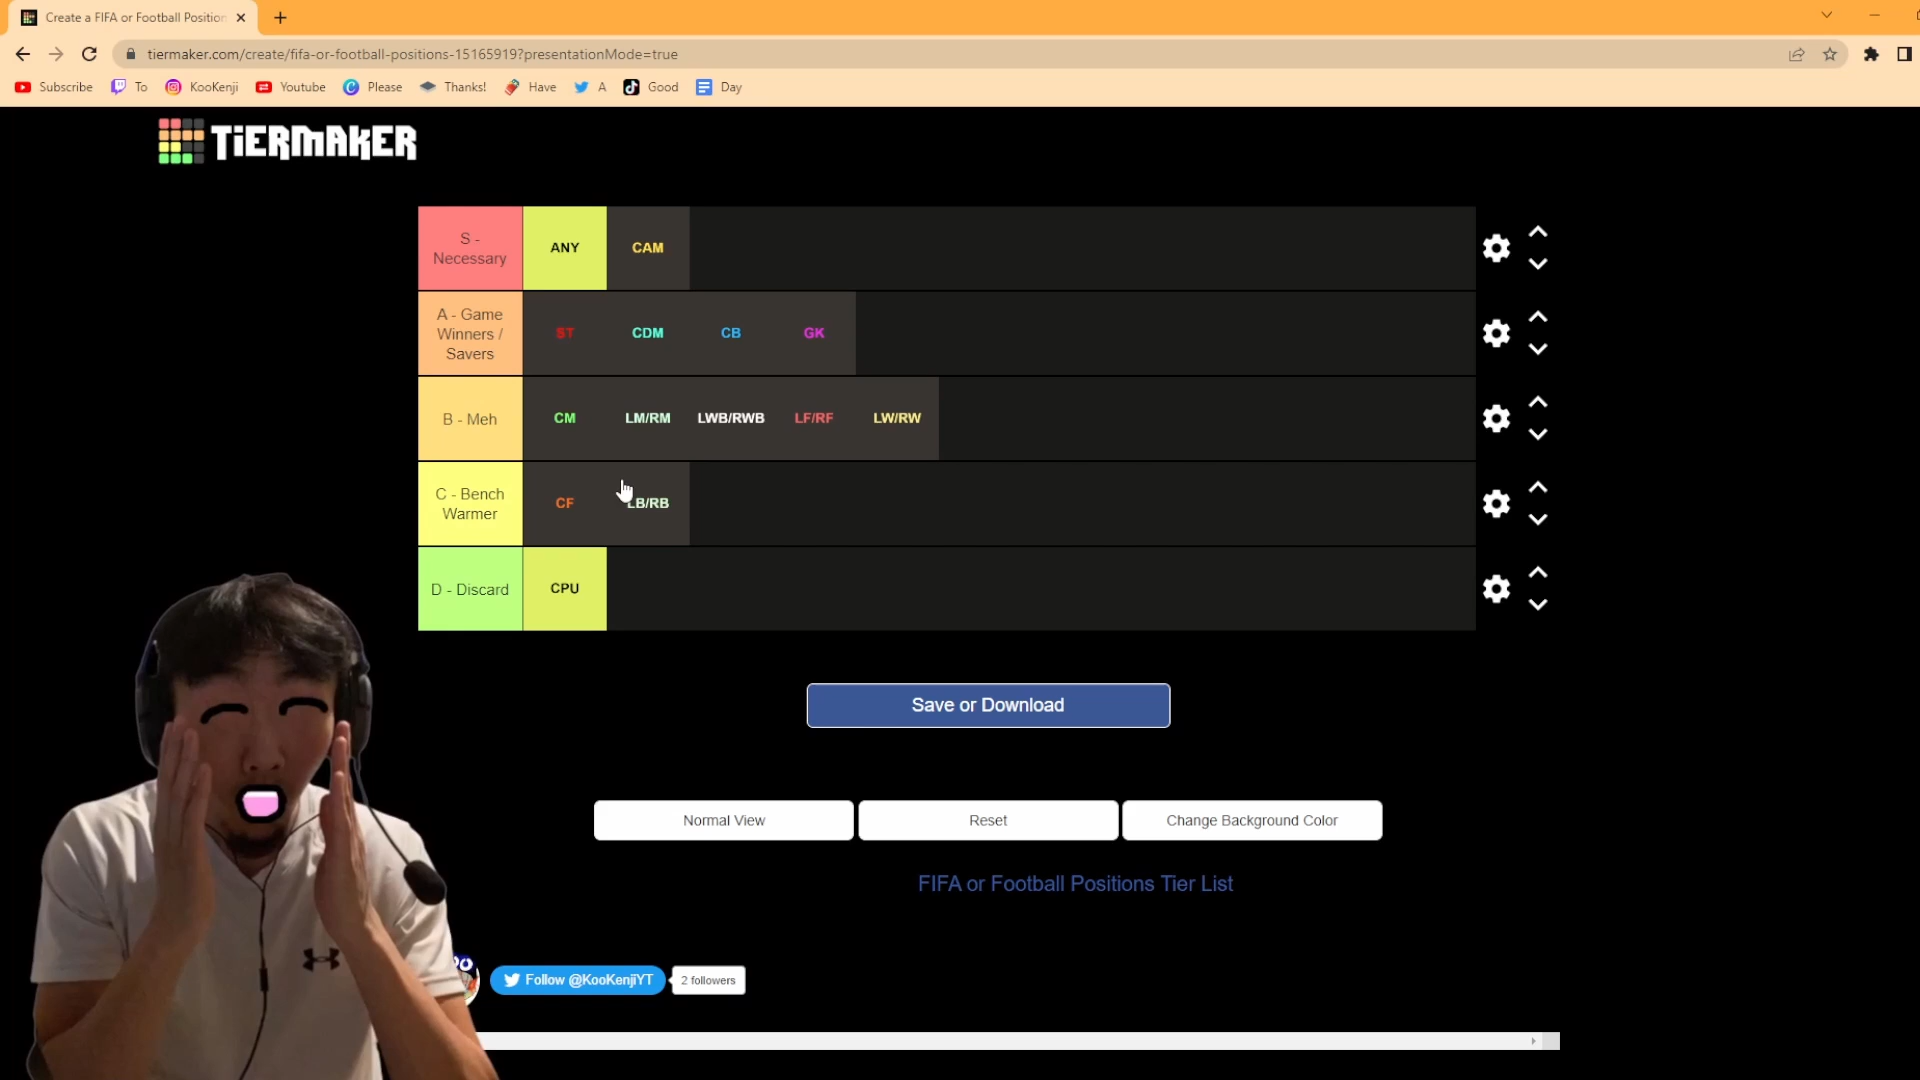 Create a FIFA or Football Position
tiermaker.com/create/fifa-or-football-positions-15165919?presentationMode=true
Subscribe To KooKenji Youtube Please Thanks! Have A Good Day
TiERMAKER
S - Necessary ANY CAM
A - Game Winners / Savers ST CDM CB GK
B - Meh CM LM/RM LWB/RWB LF/RF LW/RW
C - Bench Warmer CF LB/RB
D - Discard CPU
Save or Download
Normal View Reset Change Background Color
FIFA or Football Positions Tier List
Follow @KooKenjiYT 2 followers